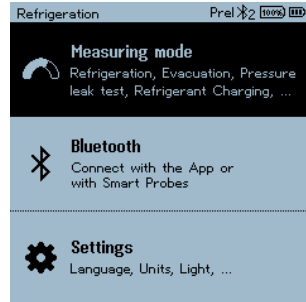 Refrigeration Prel 2 100%
Measuring mode
Refrigeration, Evacuation, Pressure
leak test, Refrigerant Charging, ...
Bluetooth
Connect with the App or
with Smart Probes
Settings
Language, Units, Light, ...